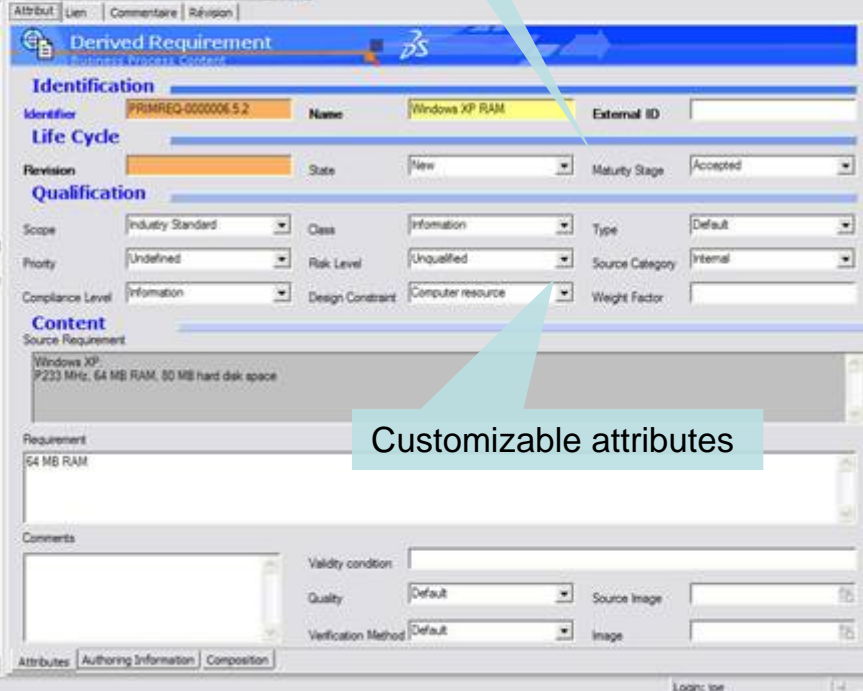 Attribut Lien Commentaire Révision
Derived Requirement
Business Process Content
Identification
Identifier PRIMREQ-0000006.5.2 Name Windows XP RAM External ID
Life Cycle
Revision State New Maturity Stage Accepted
Qualification
Scope Industry Standard Class Information Type Default
Priority Undefined Risk Level Unqualified Source Category Internal
Compliance Level Information Design Constraint Computer resource Weight Factor
Content
Source Requirement
Windows XP:
P233 MHz, 64 MB RAM, 80 MB hard disk space
Customizable attributes
Requirement
64 MB RAM
Comments
Validity condition
Quality Default Source Image
Verification Method Default Image
Attributes Authoring Information Composition
Login: joe